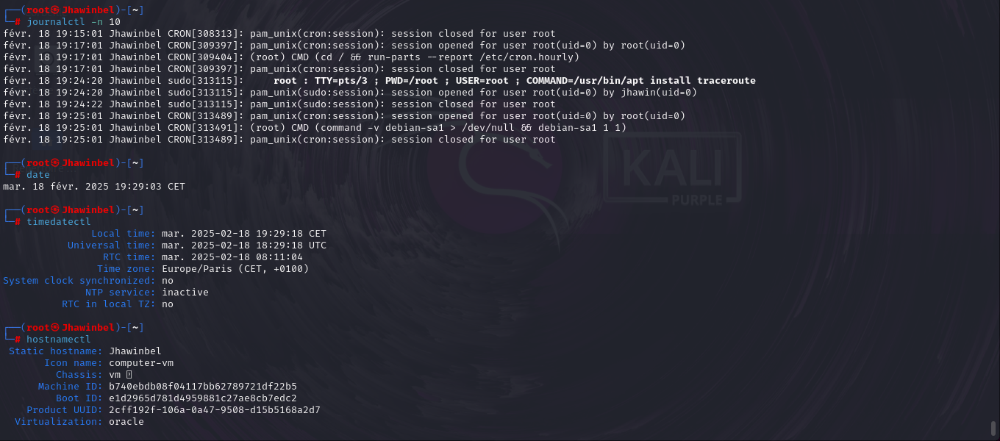 ┌──(root㉿Jhawinbel)-[~]
└─# journalctl -n 10
févr. 18 19:15:01 Jhawinbel CRON[308313]: pam_unix(cron:session): session closed for user root
févr. 18 19:17:01 Jhawinbel CRON[309397]: pam_unix(cron:session): session opened for user root(uid=0) by root(uid=0)
févr. 18 19:17:01 Jhawinbel CRON[309404]: (root) CMD (cd / && run-parts --report /etc/cron.hourly)
févr. 18 19:17:01 Jhawinbel CRON[309397]: pam_unix(cron:session): session closed for user root
févr. 18 19:24:20 Jhawinbel sudo[313115]:     root : TTY=pts/3 ; PWD=/root ; USER=root ; COMMAND=/usr/bin/apt install traceroute
févr. 18 19:24:20 Jhawinbel sudo[313115]: pam_unix(sudo:session): session opened for user root(uid=0) by jhawin(uid=0)
févr. 18 19:24:22 Jhawinbel sudo[313115]: pam_unix(sudo:session): session closed for user root
févr. 18 19:25:01 Jhawinbel CRON[313489]: pam_unix(cron:session): session opened for user root(uid=0) by root(uid=0)
févr. 18 19:25:01 Jhawinbel CRON[313491]: (root) CMD (command -v debian-sa1 > /dev/null && debian-sa1 1 1)
févr. 18 19:25:01 Jhawinbel CRON[313489]: pam_unix(cron:session): session closed for user root
┌──(root㉿Jhawinbel)-[~]
└─# date
mar. 18 févr. 2025 19:29:03 CET
┌──(root㉿Jhawinbel)-[~]
└─# timedatectl
Local time: mar. 2025-02-18 19:29:18 CET
Universal time: mar. 2025-02-18 18:29:18 UTC
RTC time: mar. 2025-02-18 08:11:04
Time zone: Europe/Paris (CET, +0100)
System clock synchronized: no
NTP service: inactive
RTC in local TZ: no
┌──(root㉿Jhawinbel)-[~]
└─# hostnamectl
Static hostname: Jhawinbel
Icon name: computer-vm
Chassis: vm
Machine ID: b740ebdb08f04117bb62789721df22b5
Boot ID: e1d2965d781d4959881c27ae8cb7edc2
Product UUID: 2cff192f-106a-0a47-9508-d15b5168a2d7
Virtualization: oracle
KALI
PURPLE